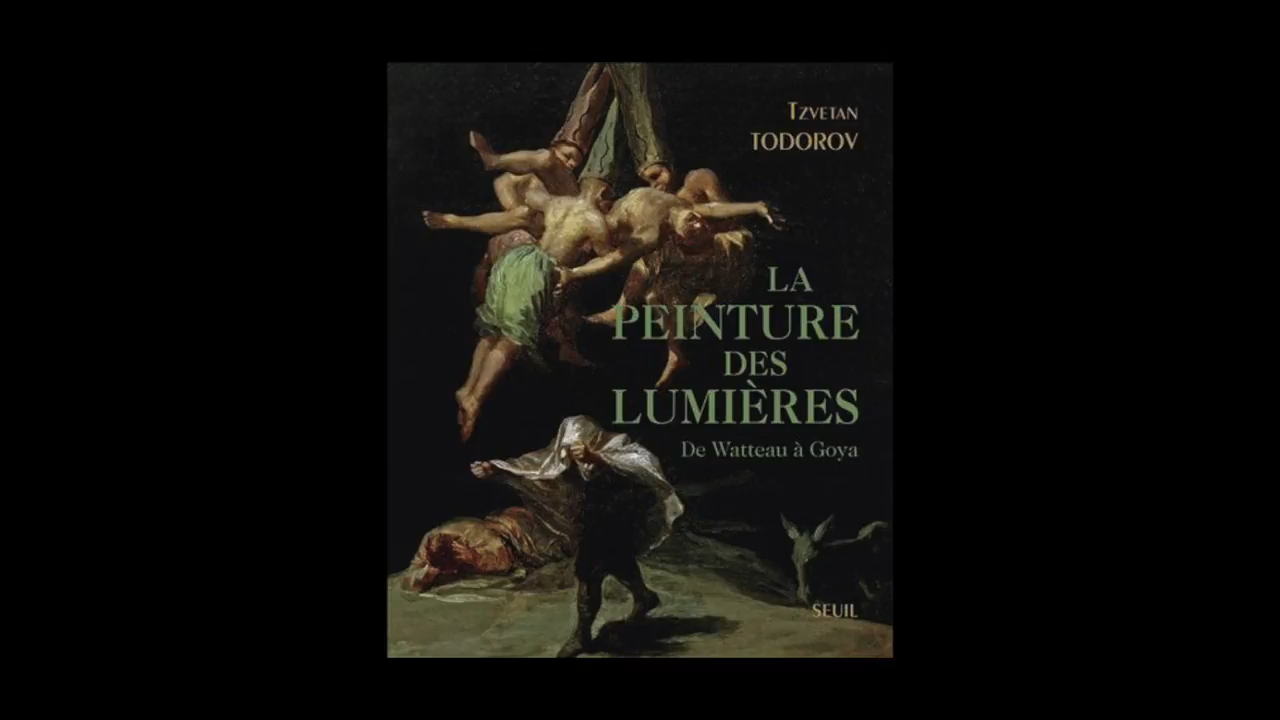 TZVETAN
TODOROV
LA
PEINTURE
DES
LUMIÈRES
De Watteau à Goya
SEUIL